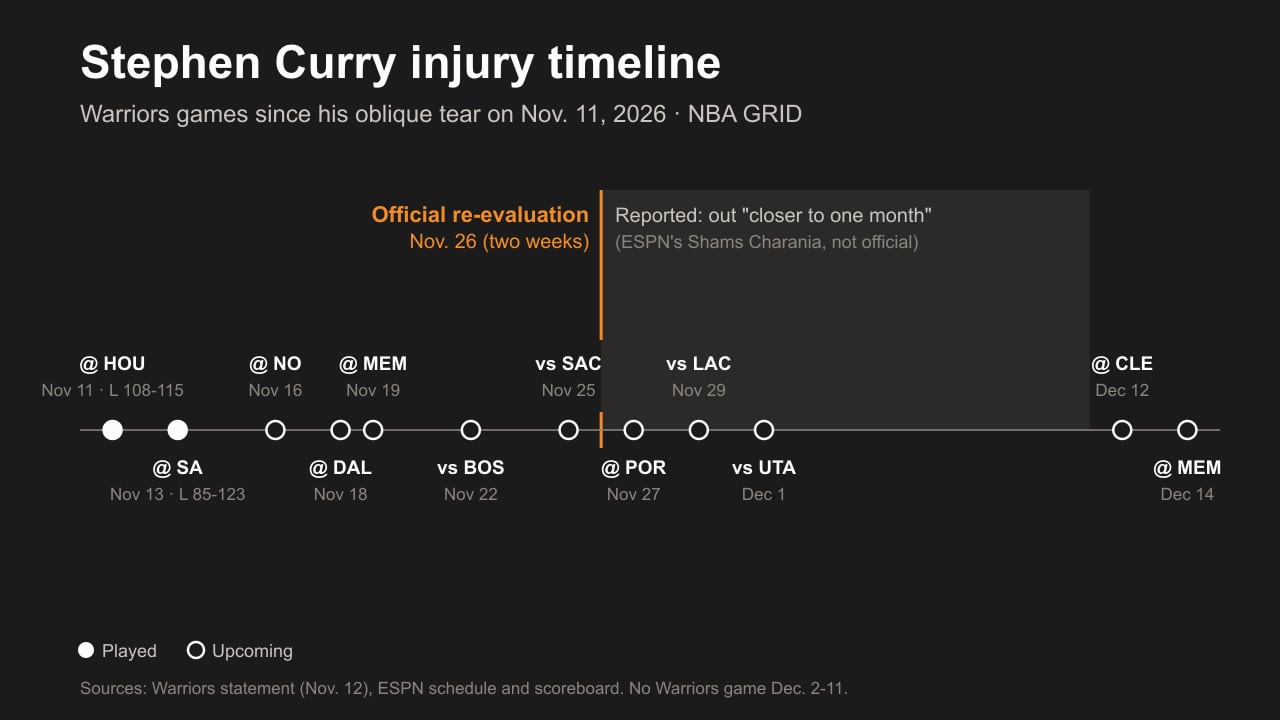 Stephen Curry injury timeline
Warriors games since his oblique tear on Nov. 11, 2026 · NBA GRID
Official re-evaluation
Nov. 26 (two weeks)
Reported: out "closer to one month"
(ESPN's Shams Charania, not official)
@ HOU
Nov 11 · L 108-115
@ NO
Nov 16
@ MEM
Nov 19
vs SAC
Nov 25
vs LAC
Nov 29
@ CLE
Dec 12
@ SA
Nov 13 · L 85-123
@ DAL
Nov 18
vs BOS
Nov 22
@ POR
Nov 27
vs UTA
Dec 1
@ MEM
Dec 14
Played
Upcoming
Sources: Warriors statement (Nov. 12), ESPN schedule and scoreboard. No Warriors game Dec. 2-11.